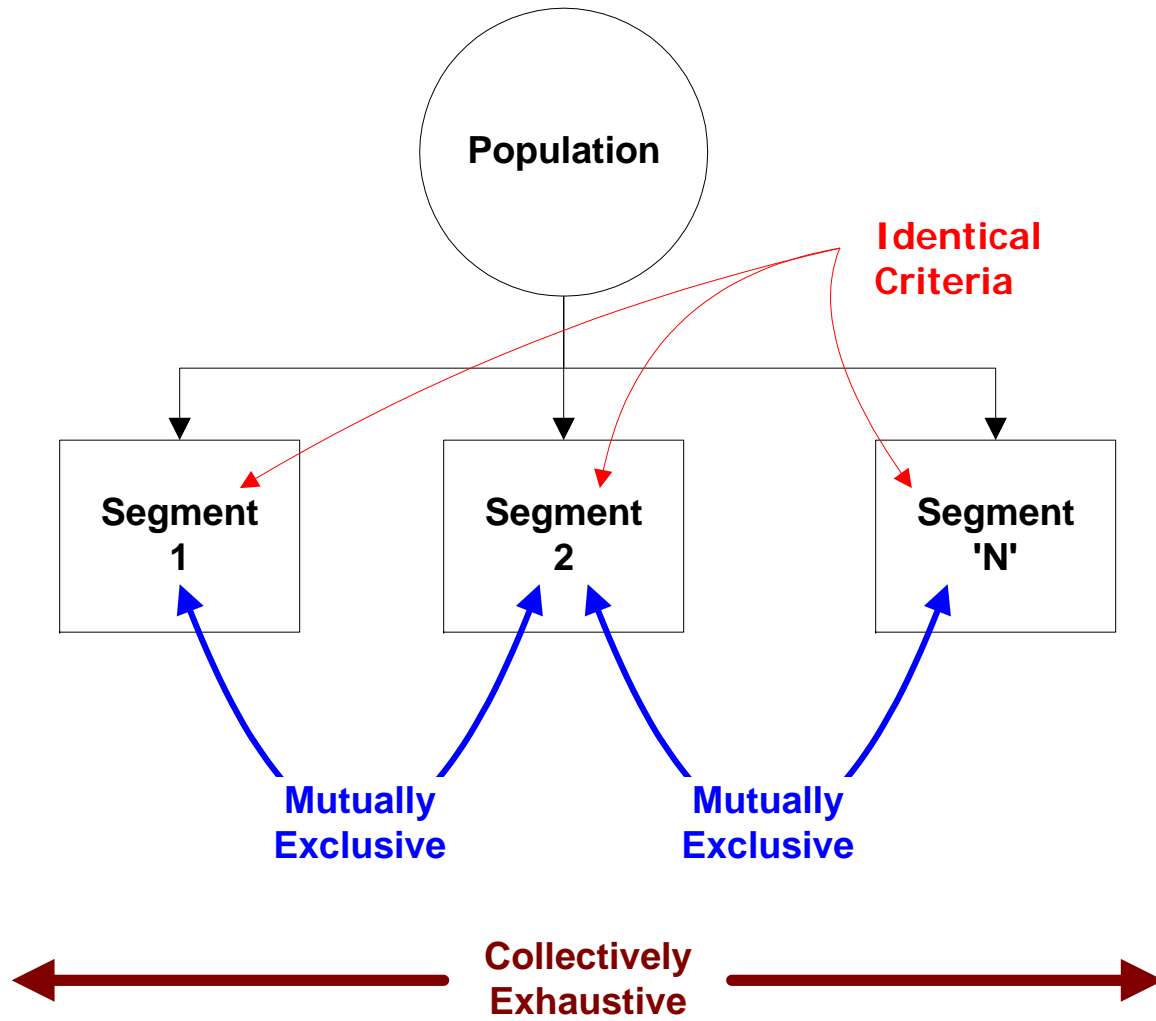 Population
Identical
Criteria
Segment
1
Segment
2
Segment
'N'
Mutually
Exclusive
Mutually
Exclusive
Collectively
Exhaustive